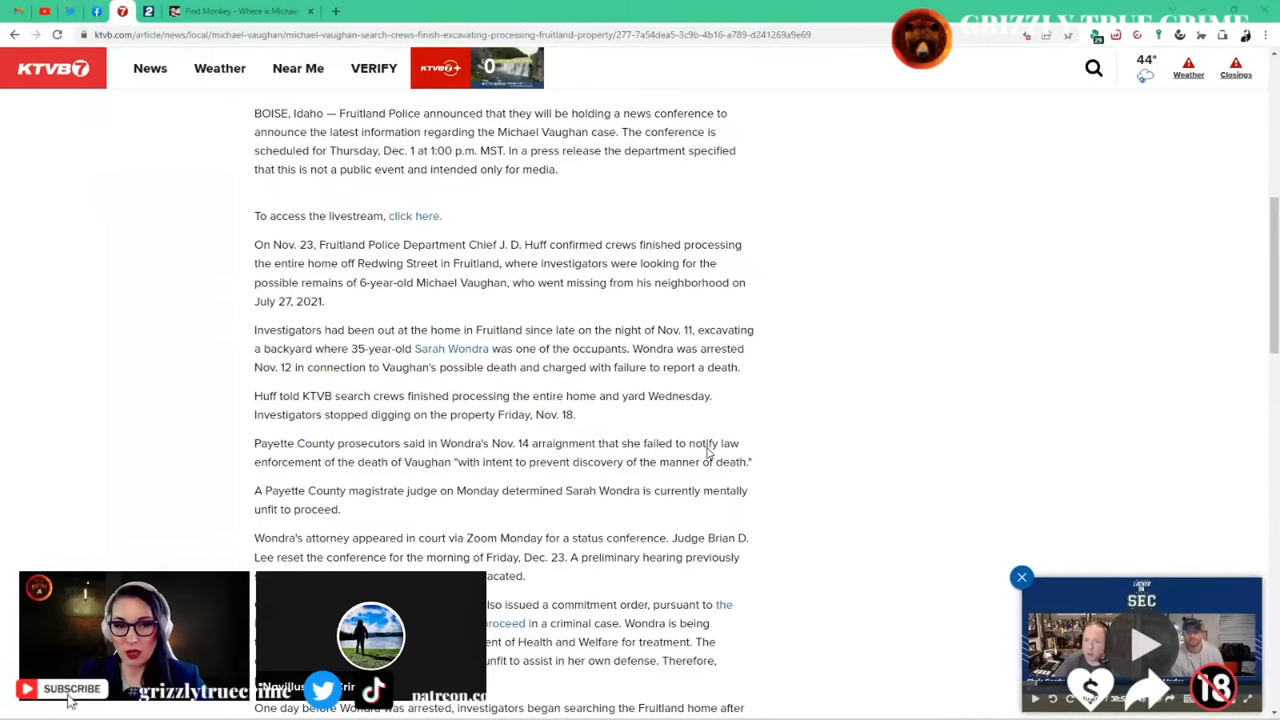 Find Monkey - Where is Michael
GRIZZLY TRUE CRIME
ktvb.com/article/news/local/michael-vaughan/michael-vaughan-search-crews-finish-excavating-processing-fruitland-property/277-7a54dea5-3c9b-4b16-a789-d241269a9e69
KTVB7
News
Weather
Near Me
VERIFY
KTVB7+
44°
Weather
Closings
BOISE, Idaho — Fruitland Police announced that they will be holding a news conference to
announce the latest information regarding the Michael Vaughan case. The conference is
scheduled for Thursday, Dec. 1 at 1:00 p.m. MST. In a press release the department specified
that this is not a public event and intended only for media.
To access the livestream, click here.
On Nov. 23, Fruitland Police Department Chief J. D. Huff confirmed crews finished processing
the entire home off Redwing Street in Fruitland, where investigators were looking for the
possible remains of 6-year-old Michael Vaughan, who went missing from his neighborhood on
July 27, 2021.
Investigators had been out at the home in Fruitland since late on the night of Nov. 11, excavating
a backyard where 35-year-old Sarah Wondra was one of the occupants. Wondra was arrested
Nov. 12 in connection to Vaughan's possible death and charged with failure to report a death.
Huff told KTVB search crews finished processing the entire home and yard Wednesday.
Investigators stopped digging on the property Friday, Nov. 18.
Payette County prosecutors said in Wondra's Nov. 14 arraignment that she failed to notify law
enforcement of the death of Vaughan "with intent to prevent discovery of the manner of death."
A Payette County magistrate judge on Monday determined Sarah Wondra is currently mentally
unfit to proceed.
Wondra's attorney appeared in court via Zoom Monday for a status conference. Judge Brian D.
Lee reset the conference for the morning of Friday, Dec. 23. A preliminary hearing previously
acated.
also issued a commitment order, pursuant to the
proceed in a criminal case. Wondra is being
ent of Health and Welfare for treatment. The
unfit to assist in her own defense. Therefore,
One day before Wondra was arrested, investigators began searching the Fruitland home after
SUBSCRIBE
#grizzlytruecrime
patreon.co
LOCKED ON
SEC
18